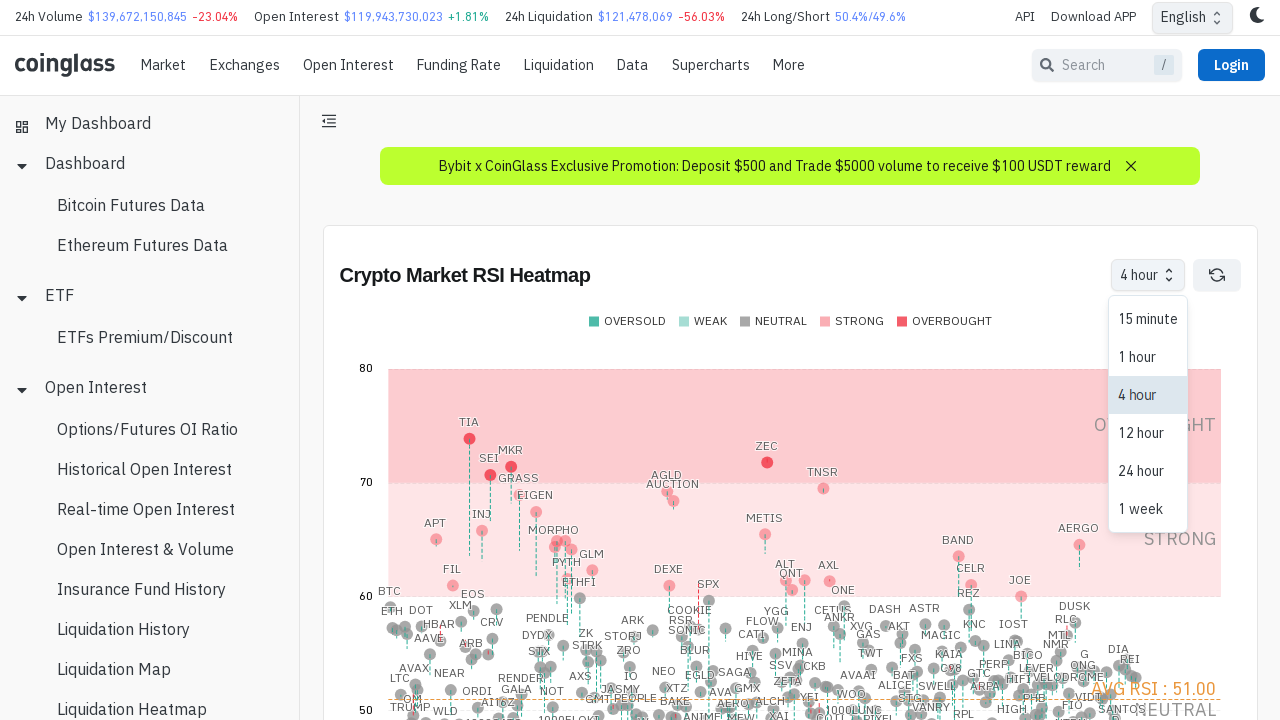 24h Volume $139,672,150,845 -23.04% Open Interest $119,943,730,023 +1.81% 24h Liquidation $121,478,069 -56.03% 24h Long/Short 50.4%/49.6% API Download APP English
coinglass Market Exchanges Open Interest Funding Rate Liquidation Data Supercharts More Search / Login
My Dashboard
Dashboard
Bitcoin Futures Data
Ethereum Futures Data
ETF
ETFs Premium/Discount
Open Interest
Options/Futures OI Ratio
Historical Open Interest
Real-time Open Interest
Open Interest & Volume
Insurance Fund History
Liquidation History
Liquidation Map
Liquidation Heatmap
Bybit x CoinGlass Exclusive Promotion: Deposit $500 and Trade $5000 volume to receive $100 USDT reward
Crypto Market RSI Heatmap
4 hour
15 minute
1 hour
4 hour
12 hour
24 hour
1 week
OVERSOLD WEAK NEUTRAL STRONG OVERBOUGHT
80
TIA
MKR
SEI
GRASS
ZEC
TNSR
70
AGLD
AUCTION
EIGEN
APT
INJ
MORPHO
METIS
AERGO
BAND
GLM
PYTH
FIL
ETHFI
DEXE
SPX
ALT
QNT
AXL
CELR
JOE
STRONG
60
BTC
ETH
DOT
XLM
EOS
HBAR
AAVE
CRV
ARB
PENDLE
DYDX
STX
ZK
STRK
STORJ
ZRO
ARK
COOKIE
RSR
SONIC
BLUR
YGG
FLOW
CATI
HIVE
ENJ
MINA
SSV
CKB
CETUS
ONE
ANKR
XVG
GAS
TWT
DASH
AKT
FXS
ASTR
MAGIC
KAIA
REZ
KNC
IOST
LINA
DUSK
RLC
MTL
NMR
G
DIA
REI
LTC
AVAX
NEAR
ORDI
RENDER
GALA
NOT
AXS
IO
JASMY
GMT
PEOPLE
NEO
XTZ
BAKE
EGLD
AVA
SAGA
GMX
AERO
ZETA
AVAAI
WOO
ALICE
BAT
STG
SWELL
C98
PERP
GTC
ARPA
BICO
LEVER
HIFI
VELODROME
ONG
TRUMP
WLD
VANRY
RPL
HIGH
PHB
FIO
SANTOS
AVG RSI : 51.00
NEUTRAL
50
XAI
MEW
PIXEL